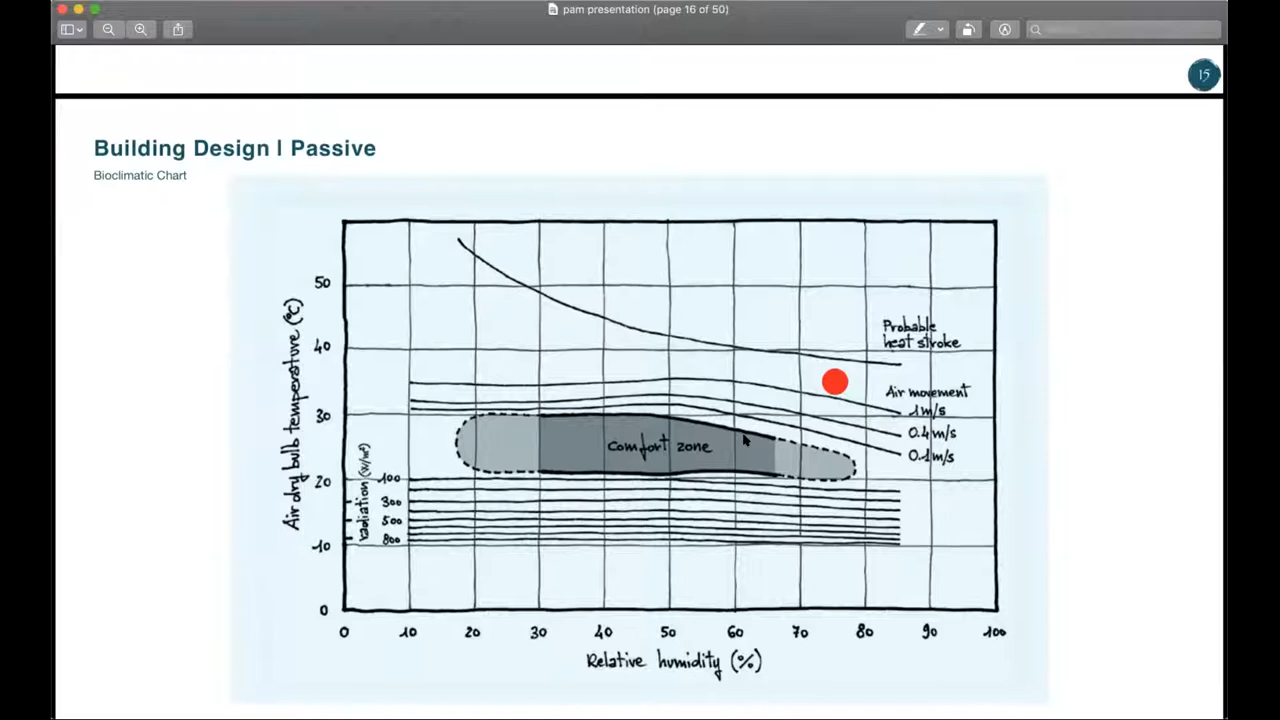 pam presentation (page 16 of 50)
15
Building Design | Passive
Bioclimatic Chart
Air dry bulb temperature (°C)
50
40
30
20
10
0
radiation (W/m²)
100
300
500
800
Probable
heat stroke
Air movement
1 m/s
0.4 m/s
0.1 m/s
Comfort zone
0 10 20 30 40 50 60 70 80 90 100
Relative humidity (%)